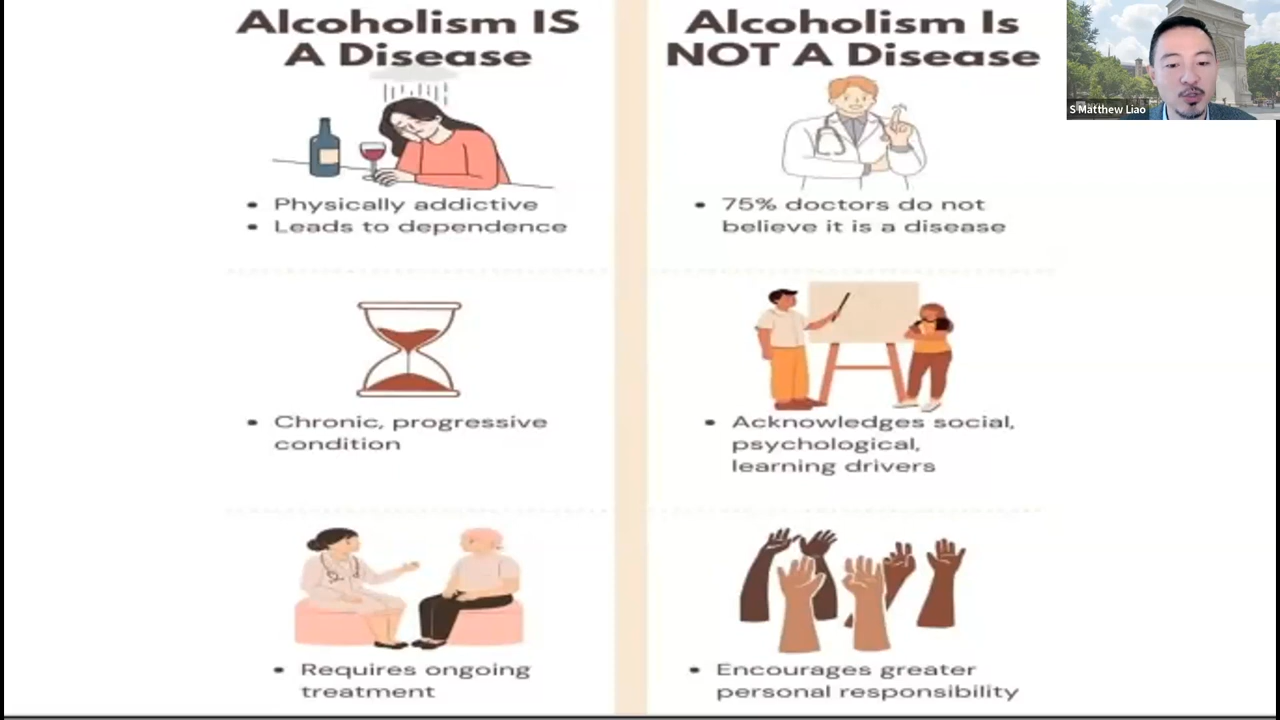 Alcoholism IS
A Disease
• Physically addictive
• Leads to dependence
• Chronic, progressive
condition
• Requires ongoing
treatment
Alcoholism Is
NOT A Disease
• 75% doctors do not
believe it is a disease
• Acknowledges social,
psychological,
learning drivers
• Encourages greater
personal responsibility
S Matthew Liao